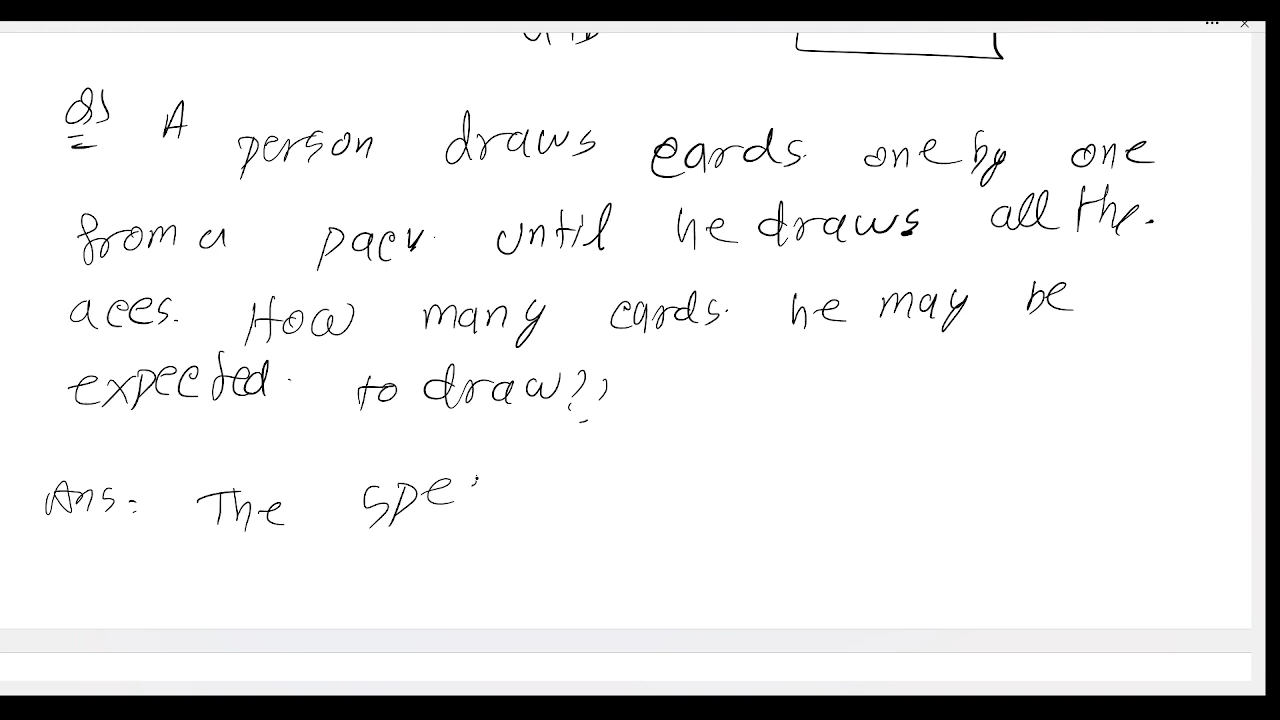 Q) A person draws cards one by one
from a pack until he draws all the
aces. How many cards he may be
expected to draw??
Ans: The spe